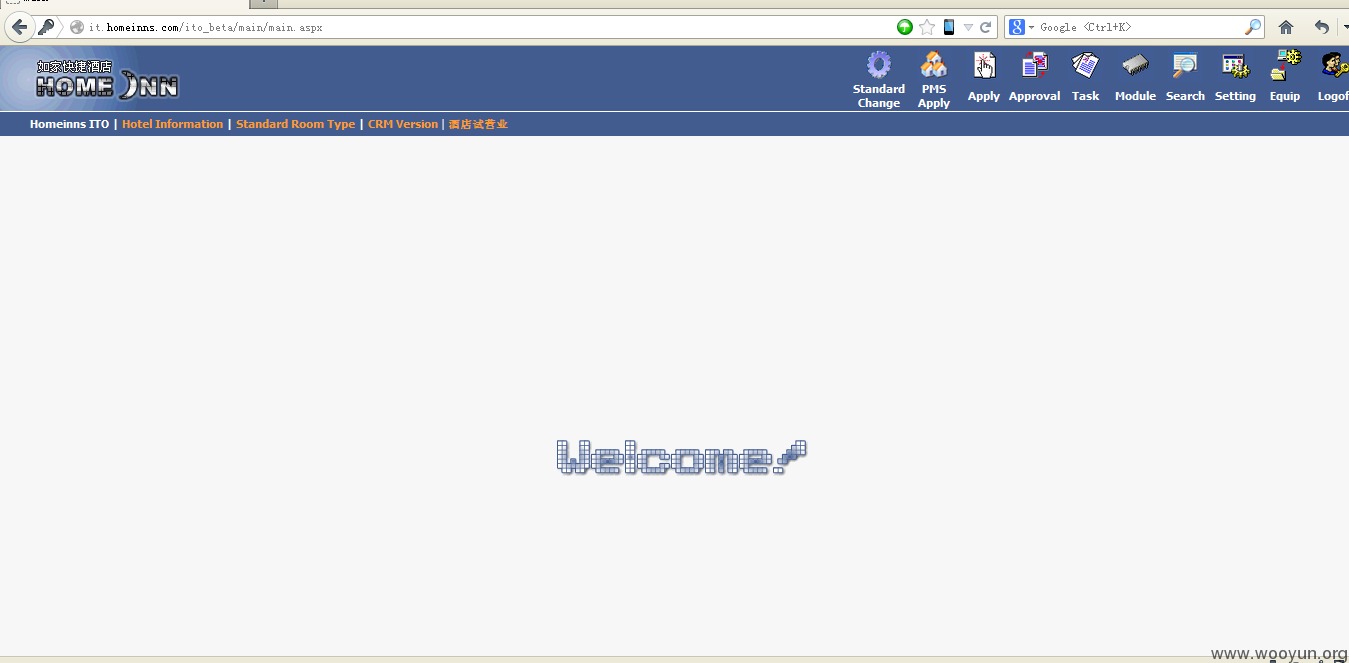 it.homeinns.com/ito_beta/main/main.aspx
Google <Ctrl+K>
如家快捷酒店
HOME INN
Standard Change
PMS Apply
Apply
Approval
Task
Module
Search
Setting
Equip
Logof
Homeinns ITO | Hotel Information | Standard Room Type | CRM Version | 酒店试营业
Welcome!
www.wooyun.org